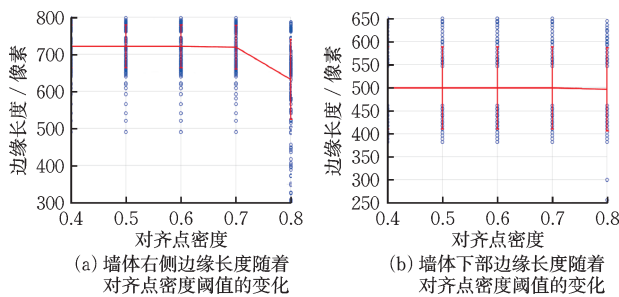 边缘长度 / 像素
800
700
600
500
400
300
0.4 0.5 0.6 0.7 0.8
对齐点密度
(a) 墙体右侧边缘长度随着
对齐点密度阈值的变化
边缘长度 / 像素
650
600
550
500
450
400
350
300
250
0.4 0.5 0.6 0.7 0.8
对齐点密度
(b) 墙体下部边缘长度随着
对齐点密度阈值的变化